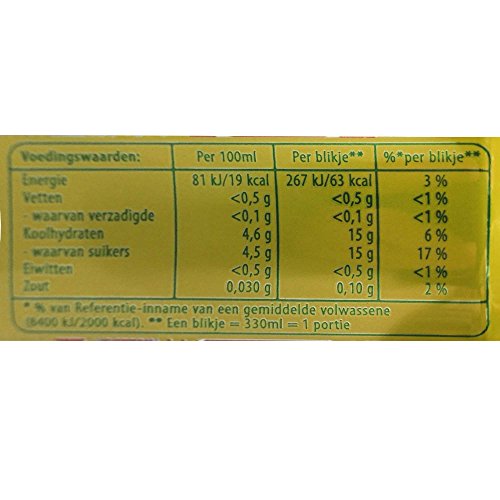 Voedingswaarden: Per 100ml Per blikje** %*per blikje**
Energie 81 kJ/19 kcal 267 kJ/63 kcal 3 %
Vetten <0,5 g <0,5 g <1 %
- waarvan verzadigde <0,1 g <0,1 g <1 %
Koolhydraten 4,6 g 15 g 6 %
- waarvan suikers 4,5 g 15 g 17 %
Eiwitten <0,5 g <0,5 g <1 %
Zout 0,030 g 0,10 g 2 %
* % van Referentie-inname van een gemiddelde volwassene
(8400 kJ/2000 kcal). ** Een blikje = 330ml = 1 portie